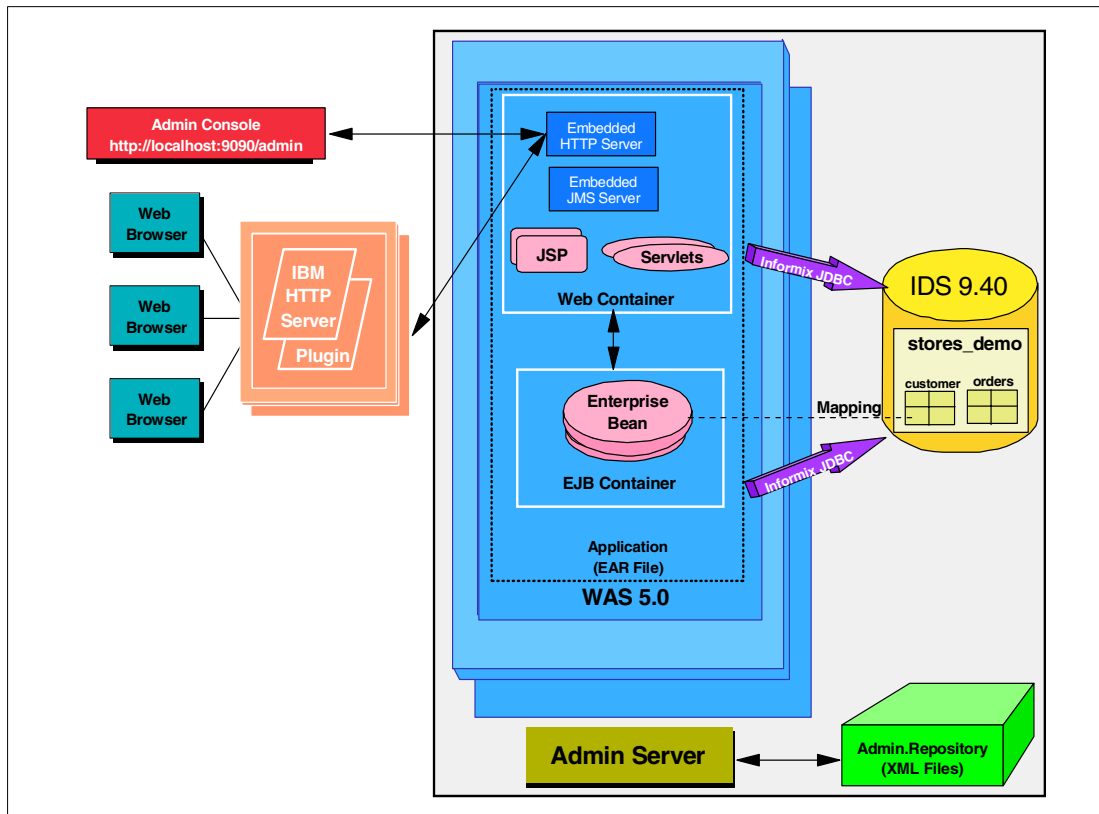 Admin Console
http://localhost:9090/admin
Web
Browser
Web
Browser
Web
Browser
IBM
HTTP
Server
Plugin
Embedded
HTTP Server
Embedded
JMS Server
JSP
Servlets
Web Container
Enterprise
Bean
EJB Container
Application
(EAR File)
WAS 5.0
Informix JDBC
Mapping
Informix JDBC
IDS 9.40
stores_demo
customer
orders
Admin Server
Admin.Repository
(XML Files)